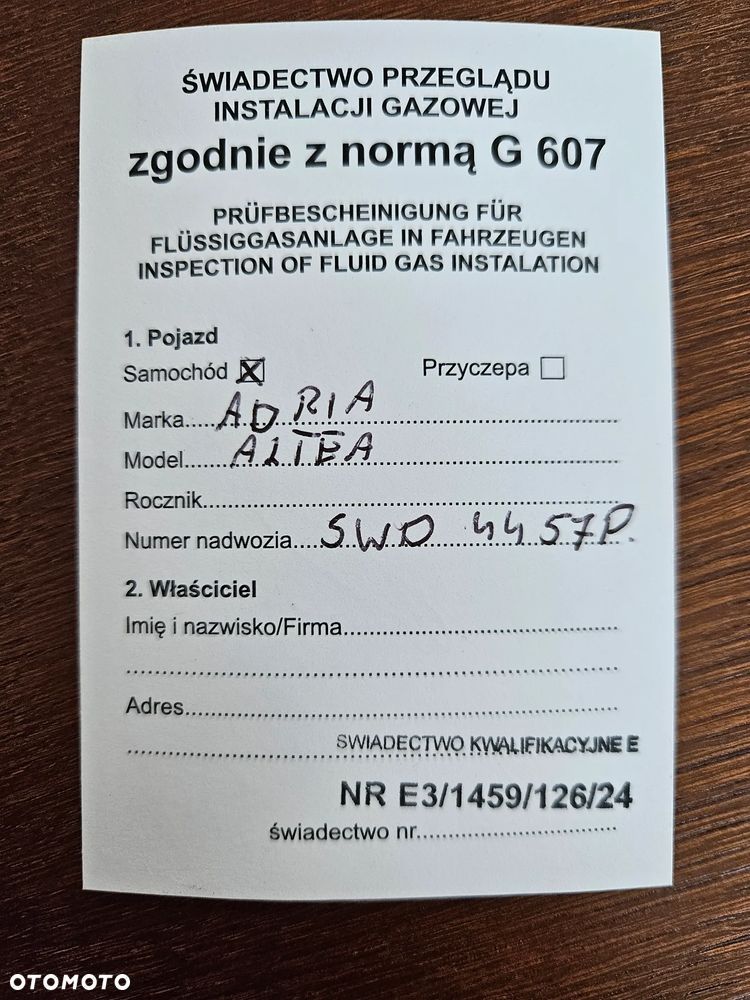 ŚWIADECTWO PRZEGLĄDU
INSTALACJI GAZOWEJ
zgodnie z normą G 607
PRÜFBESCHEINIGUNG FÜR
FLÜSSIGGASANLAGE IN FAHRZEUGEN
INSPECTION OF FLUID GAS INSTALATION
1. Pojazd
Samochód ☒ Przyczepa ☐
Marka....ADRIA
Model....ALTEA
Rocznik....
Numer nadwozia....SWD 4457P.
2. Właściciel
Imię i nazwisko/Firma....
Adres....
SWIADECTWO KWALIFIKACYJNE E
NR E3/1459/126/24
świadectwo nr....
OTOMOTO